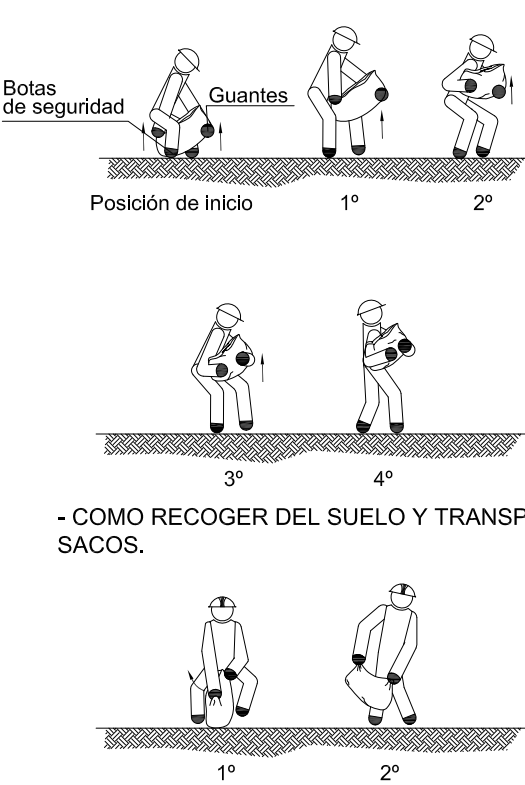 Botas
de seguridad
Guantes
Posición de inicio
1º
2º
3º
4º
- COMO RECOGER DEL SUELO Y TRANSP
SACOS.
1º
2º